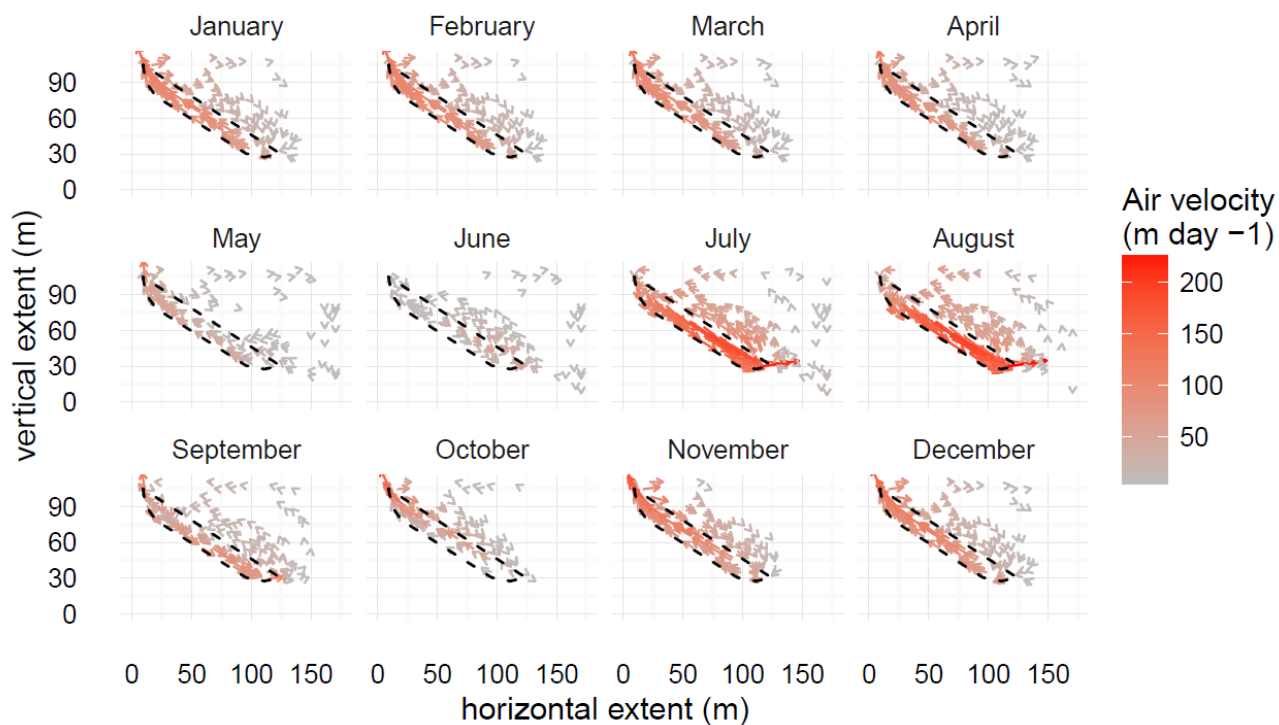 January
February
March
April
90
60
30
0
May
June
July
August
90
60
30
0
September
October
November
December
90
60
30
0
0 50 100 150
0 50 100 150
0 50 100 150
0 50 100 150
horizontal extent (m)
vertical extent (m)
Air velocity
(m day −1)
200
150
100
50